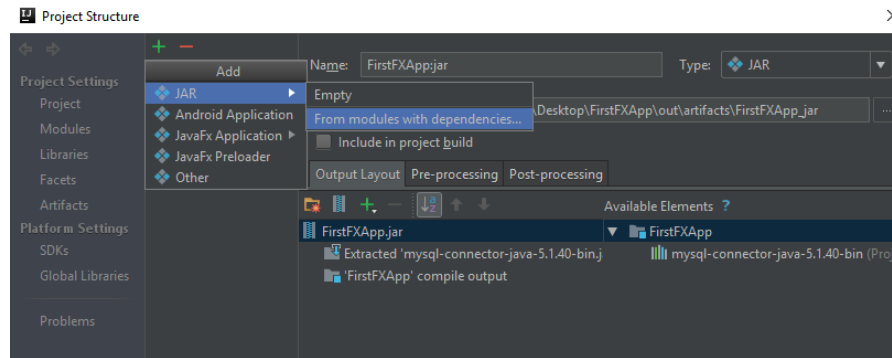 Project Structure
Project Settings
Project
Modules
Libraries
Facets
Artifacts
Platform Settings
SDKs
Global Libraries
Problems
Add
JAR
Android Application
JavaFx Application
JavaFx Preloader
Other
Empty
From modules with dependencies...
Name: FirstFXApp:jar
Type: JAR
\Desktop\FirstFXApp\out\artifacts\FirstFXApp_jar ...
Include in project build
Output Layout Pre-processing Post-processing
Available Elements ?
FirstFXApp.jar
Extracted 'mysql-connector-java-5.1.40-bin.j
'FirstFXApp' compile output
FirstFXApp
mysql-connector-java-5.1.40-bin (Proj